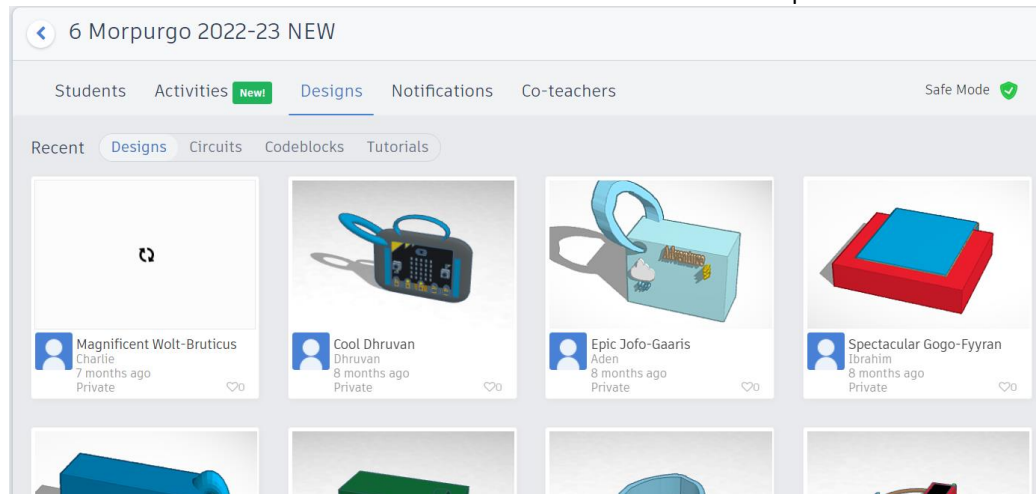 6 Morpurgo 2022-23 NEW
Students Activities New! Designs Notifications Co-teachers Safe Mode
Recent Designs Circuits Codeblocks Tutorials
Adventure
Magnificent Wolt-Bruticus
Charlie
7 months ago
Private 0
Cool Dhruvan
Dhruvan
8 months ago
Private 0
Epic Jofo-Gaaris
Aden
8 months ago
Private 0
Spectacular Gogo-Fyyran
Ibrahim
8 months ago
Private 0